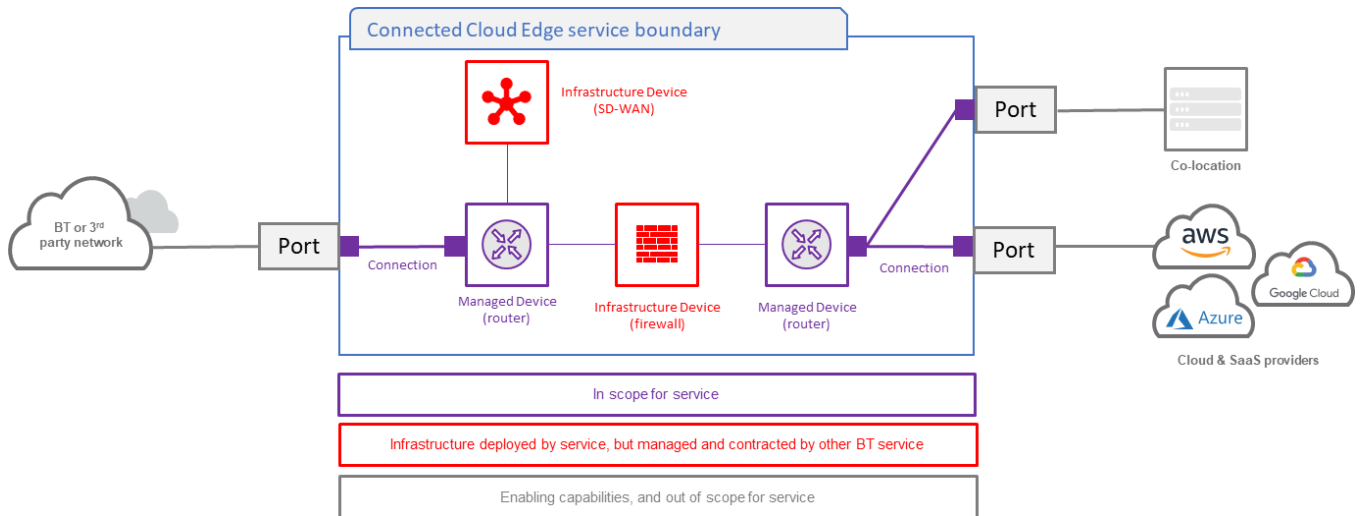 Connected Cloud Edge service boundary
Infrastructure Device
(SD-WAN)
Port
Co-location
BT or 3rd
party network
Port
Connection
Managed Device
(router)
Infrastructure Device
(firewall)
Managed Device
(router)
Connection
Port
aws
Google Cloud
Azure
Cloud & SaaS providers
In scope for service
Infrastructure deployed by service, but managed and contracted by other BT service
Enabling capabilities, and out of scope for service